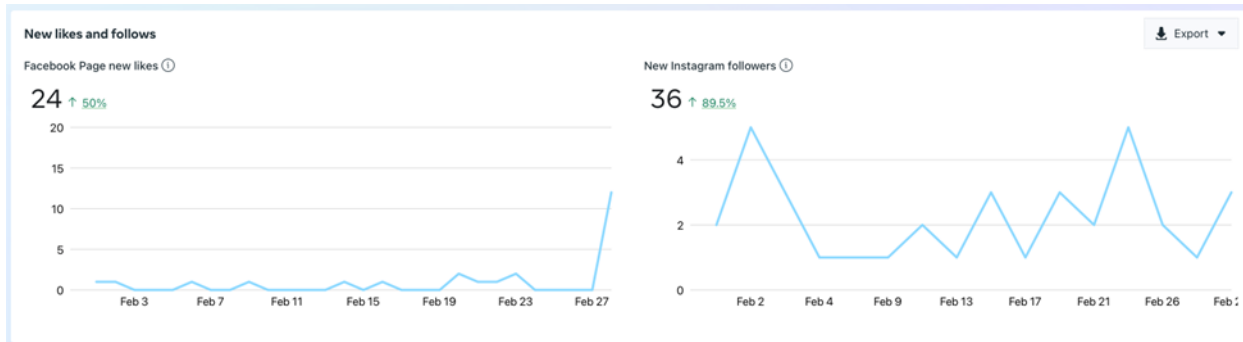 New likes and follows
Export
Facebook Page new likes
24 ↑ 50%
20
15
10
5
0
Feb 3 Feb 7 Feb 11 Feb 15 Feb 19 Feb 23 Feb 27
New Instagram followers
36 ↑ 89.5%
4
2
0
Feb 2 Feb 4 Feb 9 Feb 13 Feb 17 Feb 21 Feb 26 Feb